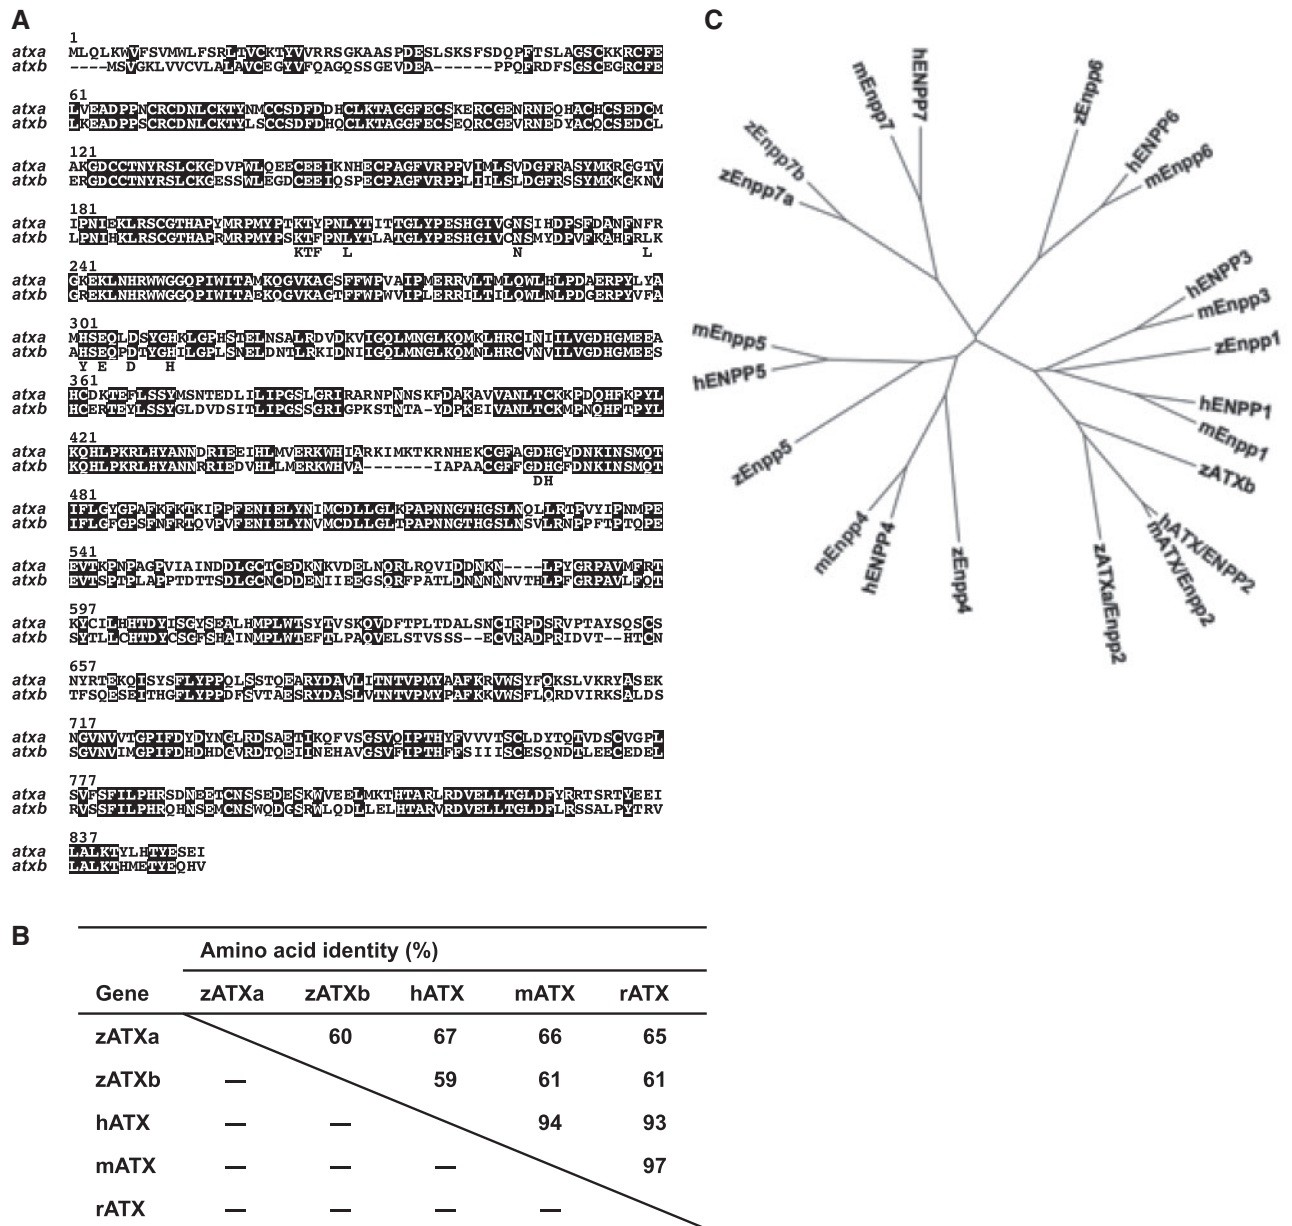 A
1
atxa MLQLKWVFSVMWLFSRLTVCKTYVVRRSGKAASPDESLSKSFSDQPFTSLAGSCKKRCFE
atxb ----MSVGKLVVCVLALAVCEGYVFQAGQSSGEVDEA------PPQFRDFSGSCEGRCFE
61
atxa LVEADPPNCRCDNLCKTYNMCCSDFDDHCLKTAGGFECSKERCGENRNEQHACHCSEDCM
atxb LKEADPPSCRCDNLCKTYLSCCSDFDHQCLKTAGGFECSEQRCGEVRNEDYACQCSEDCL
121
atxa AKGDCCTNYRSLCKGDVPWLQEECEEIKNHECPAGFVRPPVIMLSVDGFRASYMKRGGTV
atxb ERGDCCTNYRSLCKGESSWLEGDCEEIQSPECPAGFVRPPLIILSLDGFRSSYMKKGKNV
181
atxa IPNIEKLRSCGTHAPYMRPMYPTKTYPNLYTITTGLYPESHGIVGNSIHDPSFDANFNFR
atxb LPNIHKLRSCGTHAPRMRPMYPSKTFPNLYTLATGLYPESHGIVCNSMYDPVFKAHFRLK
KTF L N L
241
atxa GKEKLNHRWWGGQPIWITAMKQGVKAGSFFWPVAIPMERRVLTMLQWLHLPDAERPYLYA
atxb GREKLNHRWWGGQPIWITAEKQGVKAGTFFWPWVIPLERRILTILQWLNLPDGERPYVFA
301
atxa MHSEQLDSYGHKLGPHSTELNSALRDVDKVIGQLMNGLKQMKLHRCINIILVGDHGMEEA
atxb AHSEQPDTYGHILGPLSNELDNTLRKIDNIIGQLMNGLKQMNLHRCVNVILVGDHGMEES
Y E D H
361
atxa HCDKTEFLSSYMSNTEDLILIPGSLGRIRARNPNNSKFDAKAVVANLTCKKPDQHFKPYL
atxb HCERTEYLSSYGLDVDSITLIPGSSGRIGPKSTNTA-YDPKEIVANLTCKMPNQHFTPYL
421
atxa KQHLPKRLHYANNDRIEEIHLMVERKWHIARKIMKTKRNHEKCGFAGDHGYDNKINSMQT
atxb KQHLPKRLHYANNRRIEDVHLLMERKWHVA-------IAPAACGFFGDHGFDNKINSMQT
DH
481
atxa IFLGYGPAFKFKTKIPPFENIELYNIMCDLLGLKPAPNNGTHGSLNQLLRTPVYIPNMPE
atxb IFLGFGPSFNFRTQVPVFENIELYNVMCDLLGLTPAPNNGTHGSLNSVLRNPPFTPTQPE
541
atxa EVTKPNPAGPVIAINDDLGCTCEDKNKVDELNQRLRQVIDDNKN----LPYGRPAVMFRT
atxb EVTSPTPLAPPTDTTSDLGCNCDDENIIEEGSQRFPATLDNNNNNVTHLPFGRPAVLFQT
597
atxa KYCILHHTDYISGYSEALHMPLWTSYTVSKQVDFTPLTDALSNCIRPDSRVPTAYSQSCS
atxb SYTLLCHTDYCSGFSHAINMPLWTEFTLPAQVELSTVSSS--ECVRADPRIDVT--HTCN
657
atxa NYRTEKQISYSFLYPPQLSSTQEARYDAVLITNTVPMYPAFKRVWSYFQKSLVKRYASEK
atxb TFSQESEITHGFLYPPDFSVTAESRYDASLVTNTVPMYPAFKKVWSFLQRDVIRKSALDS
717
atxa NGVNVVTGPIFDYDYNGLRDSAETIKQFVSGSVQIPTHYFVVVTSCLDYTQTVDSCVGPL
atxb SGVNVIMGPIFDHDHDGVRDTQEIINEHAVGSVFIPTHFFSIIISCESQNDTLEECEDEL
777
atxa SVFSFILPHRSDNEETCNSSEDESKWVEELMKTHTARLRDVELLTGLDFYRRTSRTYEEI
atxb RVSSFILPHRQHNSEMCNSWQDGSRWLQDLLELHTARVRDVELLTGLDFLRSSALPYTRV
837
atxa LALKTYLHTYESEI
atxb LALKTHMETYEQHV
B
Amino acid identity (%)
Gene zATXa zATXb hATX mATX rATX
zATXa 60 67 66 65
zATXb — 59 61 61
hATX — — 94 93
mATX — — — 97
rATX — — — —
C
mEnpp7
hENPP7
zEnpp6
hENPP6
mEnpp6
zEnpp7b
zEnpp7a
hENPP3
mEnpp3
zEnpp1
hENPP1
mEnpp1
zATXb
hATX/ENPP2
mATX/Enpp2
zATXa/Enpp2
zEnpp4
hENPP4
mEnpp4
zEnpp5
hENPP5
mEnpp5